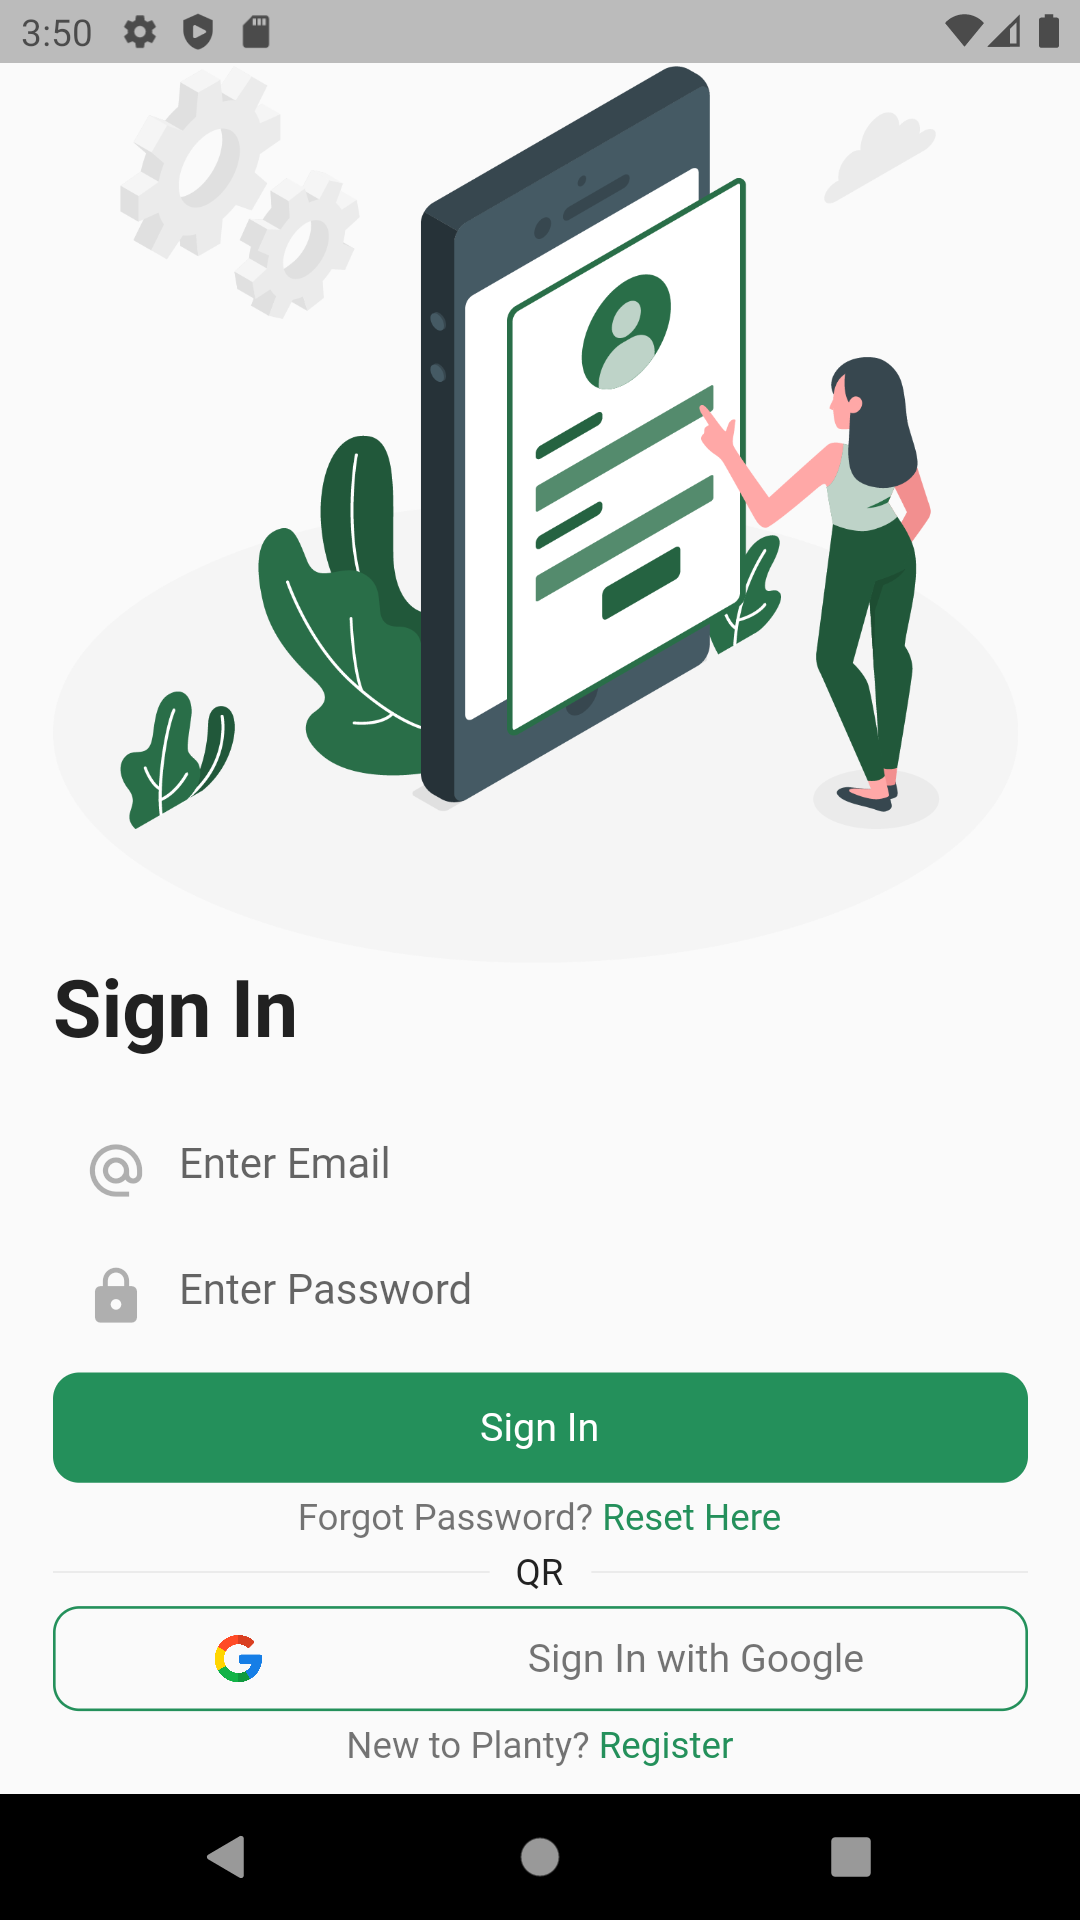 3:50
Sign In
Enter Email
Enter Password
Sign In
Forgot Password? Reset Here
QR
Sign In with Google
New to Planty? Register